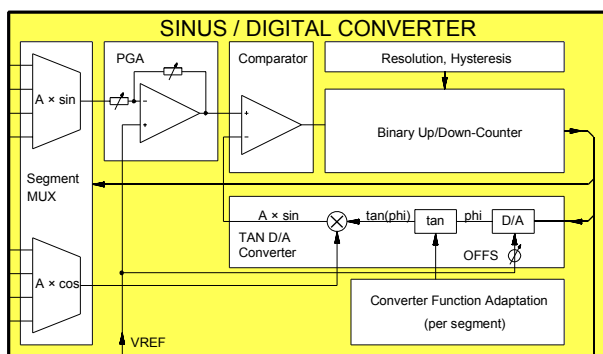 SINUS / DIGITAL CONVERTER
PGA
Comparator
Resolution, Hysteresis
A × sin
−
+
+
−
Binary Up/Down-Counter
Segment
MUX
A × sin
tan(phi)
tan
phi
D/A
TAN D/A
Converter
OFFS
A × cos
Converter Function Adaptation
(per segment)
VREF